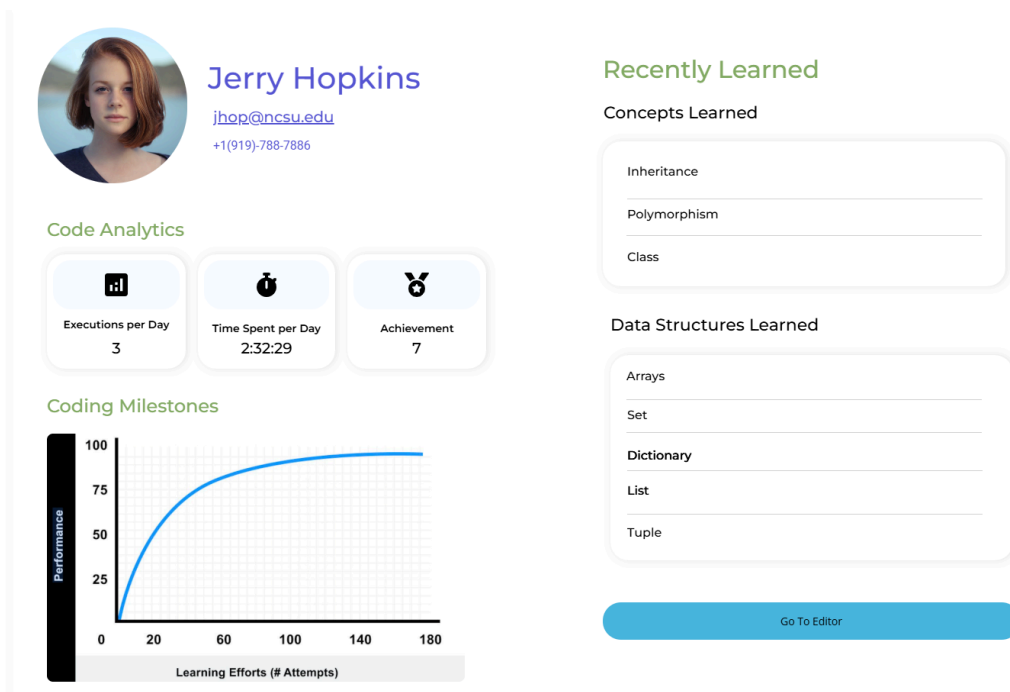 Jerry Hopkins
jhop@ncsu.edu
+1(919)-788-7886
Code Analytics
Executions per Day
3
Time Spent per Day
2:32:29
Achievement
7
Coding Milestones
100
75
50
25
Performance
0 20 60 100 140 180
Learning Efforts (# Attempts)
Recently Learned
Concepts Learned
Inheritance
Polymorphism
Class
Data Structures Learned
Arrays
Set
Dictionary
List
Tuple
Go To Editor